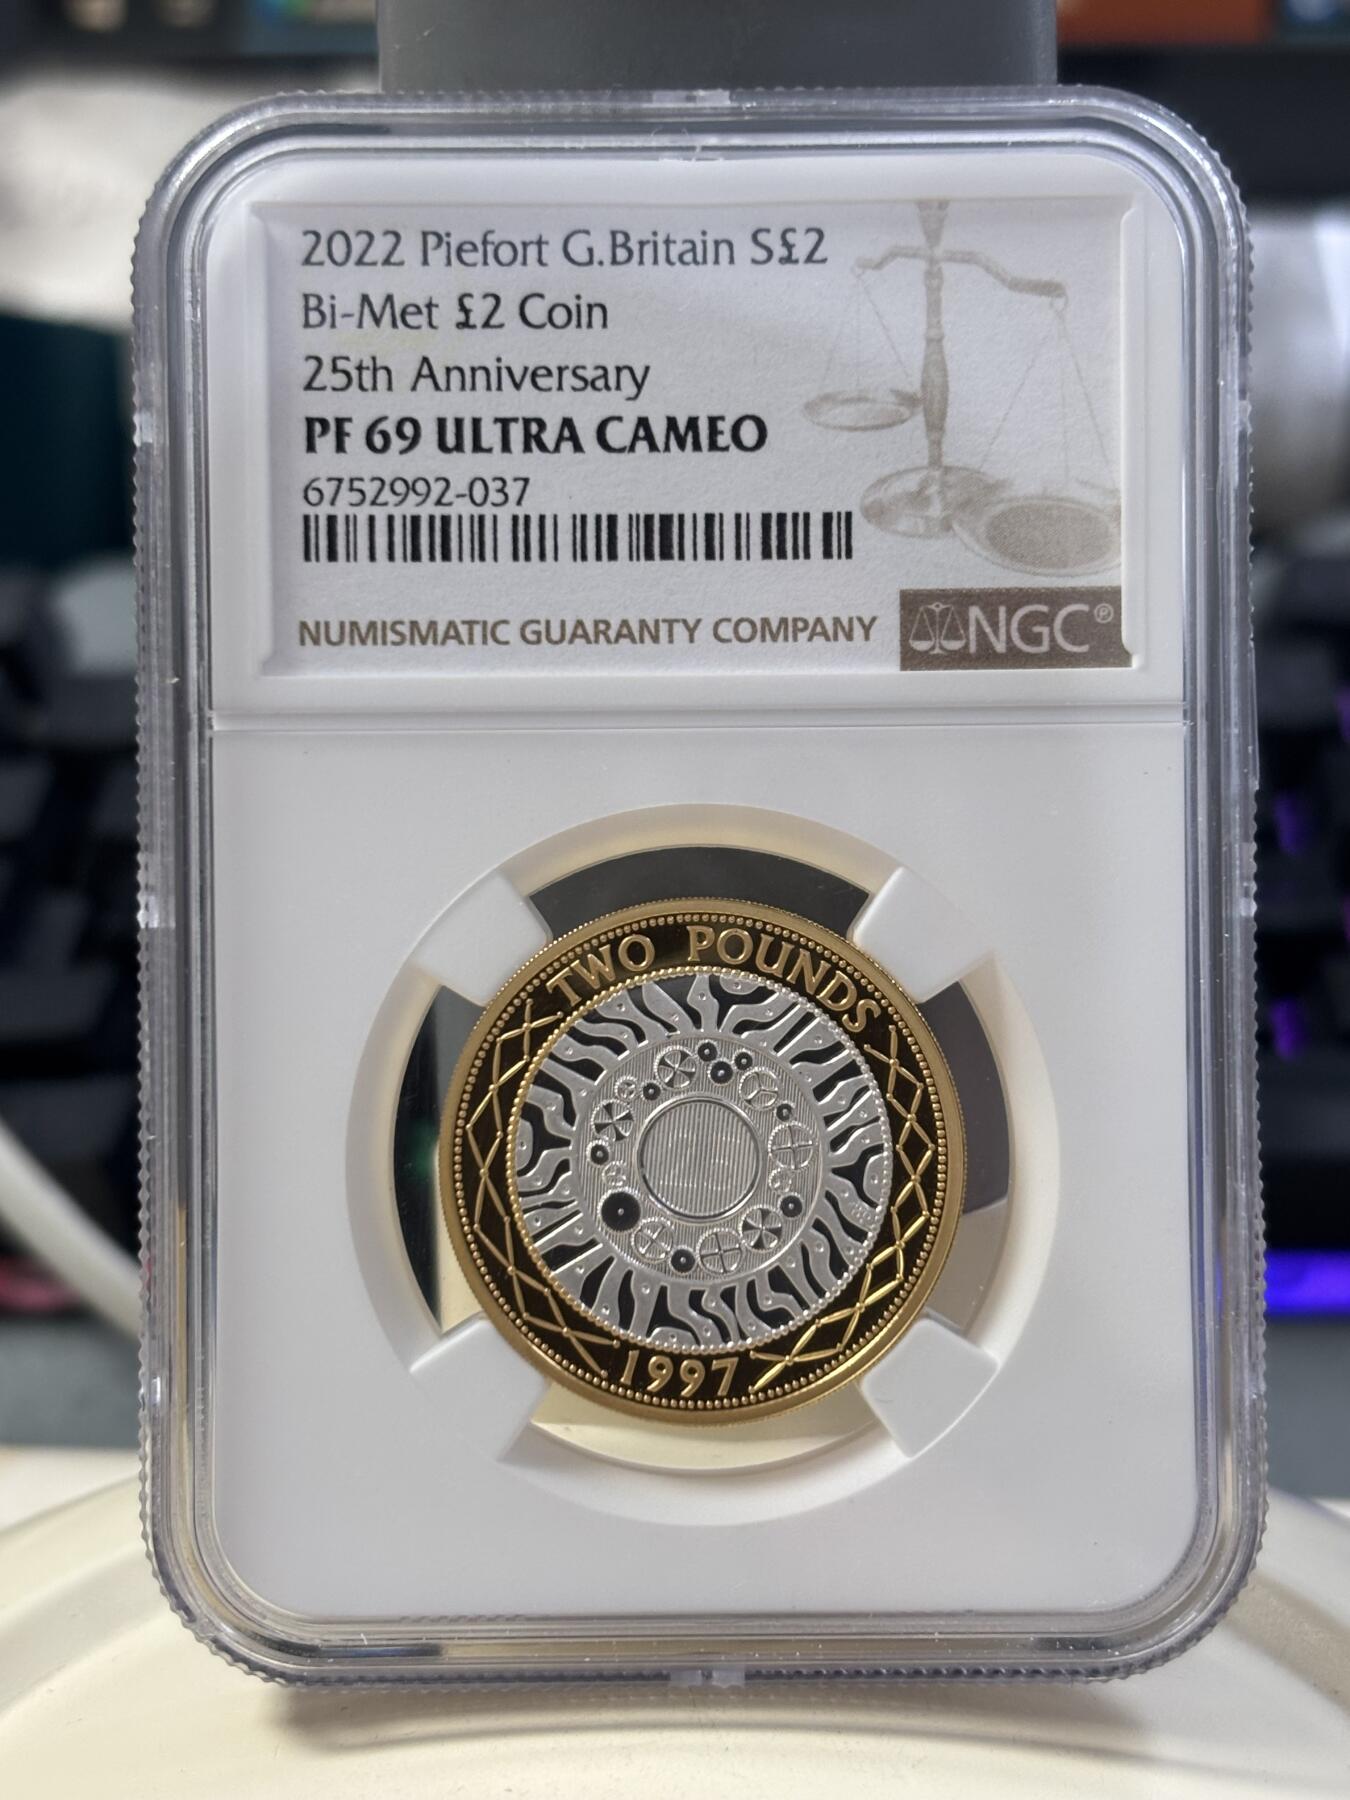 2022 Piefort G.Britain S£2
Bi-Met £2 Coin
25th Anniversary
PF 69 ULTRA CAMEO
6752992-037
NUMISMATIC GUARANTY COMPANY
NGC®
TWO POUNDS
1997